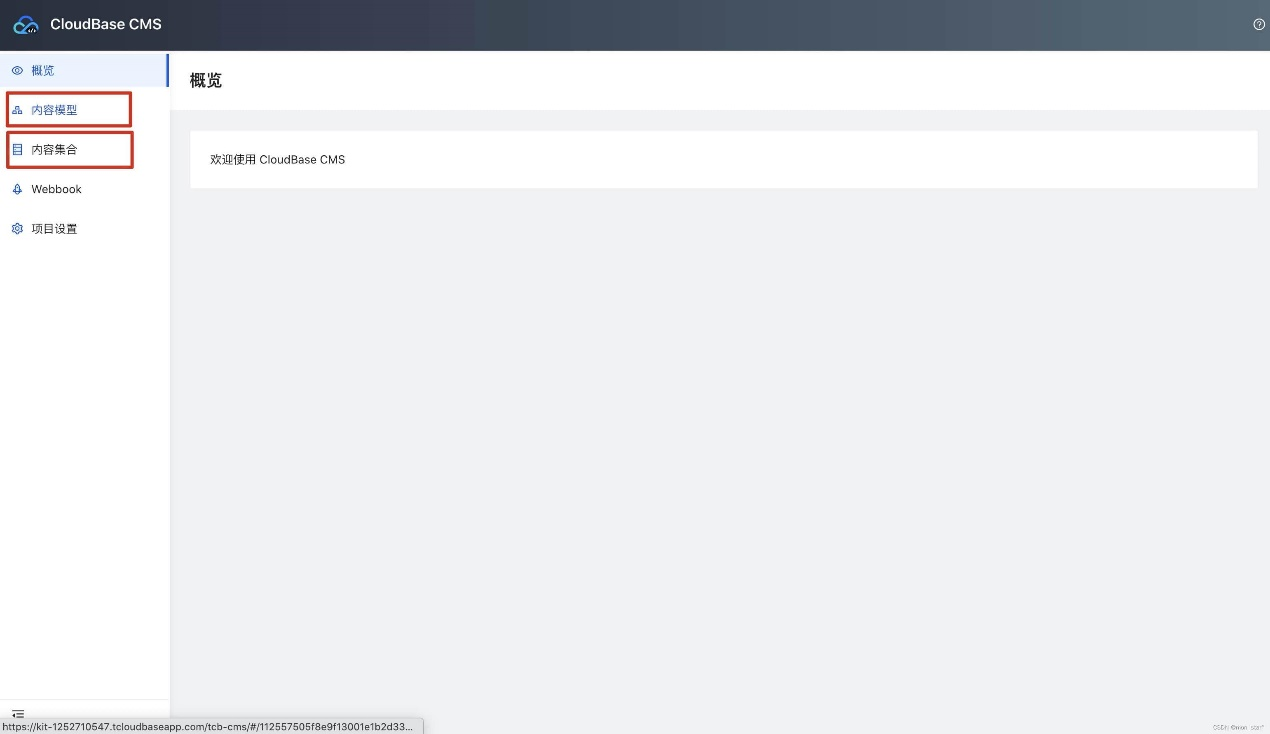 CloudBase CMS
概览
内容模型
内容集合
Webbook
项目设置
概览
欢迎使用 CloudBase CMS
https://kit-1252710547.tcloudbaseapp.com/tcb-cms/#/112557505f8e9f13001e1b2d33...